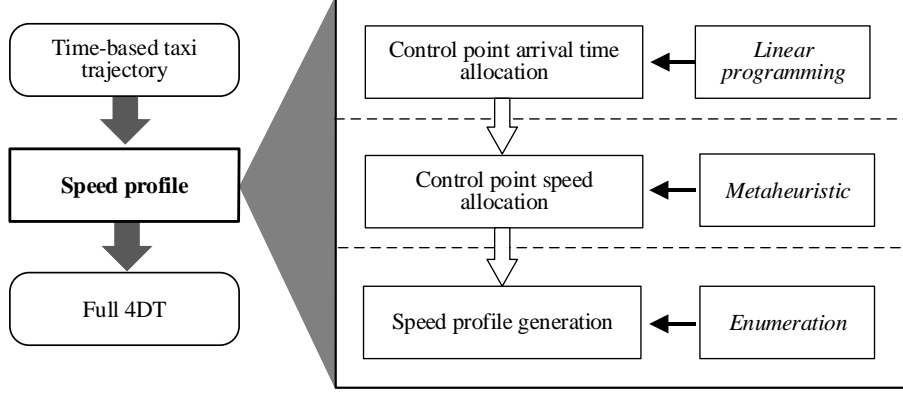 Time-based taxi
trajectory
Speed profile
Full 4DT
Control point arrival time
allocation
Linear
programming
Control point speed
allocation
Metaheuristic
Speed profile generation
Enumeration